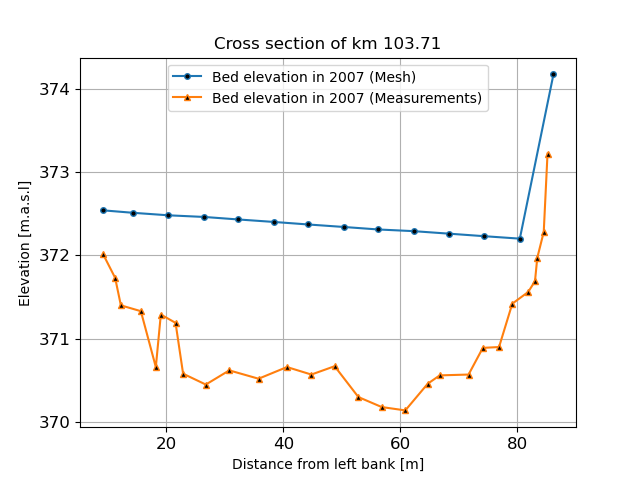 Cross section of km 103.71
Bed elevation in 2007 (Mesh)
Bed elevation in 2007 (Measurements)
374
373
372
371
370
Elevation [m.a.s.l]
20 40 60 80
Distance from left bank [m]